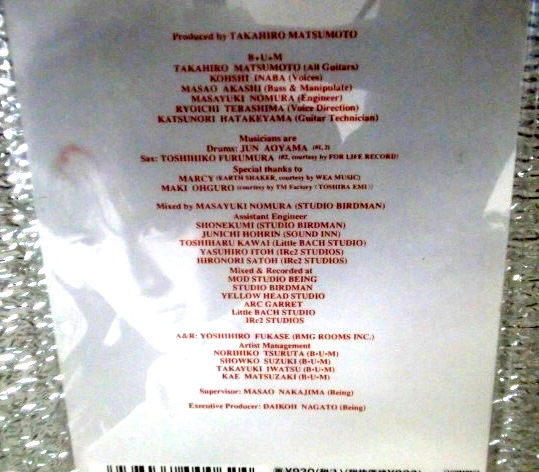 Produced by TAKAHIRO MATSUMOTO
B+U+M
TAKAHIRO MATSUMOTO (All Guitars)
KOHSHI INABA (Voices)
MASAO AKASHI (Bass & Manipulate)
MASAYUKI NOMURA (Engineer)
RYOICHI TERASHIMA (Voice Direction)
KATSUNORI HATAKEYAMA (Guitar Technician)
Musicians are
Drums: JUN AOYAMA (#1, 2)
Sax: TOSHIHIKO FURUMURA (#2, courtesy by FOR LIFE RECORD)
Special thanks to
MARCY (EARTH SHAKER, courtesy by WEA MUSIC)
MAKI OHGURO (courtesy by TM Factory (TOSHIBA EMI))
Mixed by MASAYUKI NOMURA (STUDIO BIRDMAN)
Assistant Engineer
SHONEKUMI (STUDIO BIRDMAN)
JUNICHI HOHRIN (SOUND INN)
TOSHIHARU KAWAI (Little BACH STUDIO)
YASUHIRO ITOH (IRc2 STUDIOS)
HIRONORI SATOH (IRc2 STUDIOS)
Mixed & Recorded at
MOD STUDIO BEING
STUDIO BIRDMAN
YELLOW HEAD STUDIO
ARC GARRET
Little BACH STUDIO
IRc2 STUDIOS
A&R: YOSHIHIRO FUKASE (BMG ROOMS INC.)
Artist Management
NORIHIKO TSURUTA (B+U+M)
SHOWKO SUZUKI (B+U+M)
TAKAYUKI IWATSU (B+U+M)
KAE MATSUZAKI (B+U+M)
Supervisor: MASAO NAKAJIMA (Being)
Executive Producer: DAIKOH NAGATO (Being)